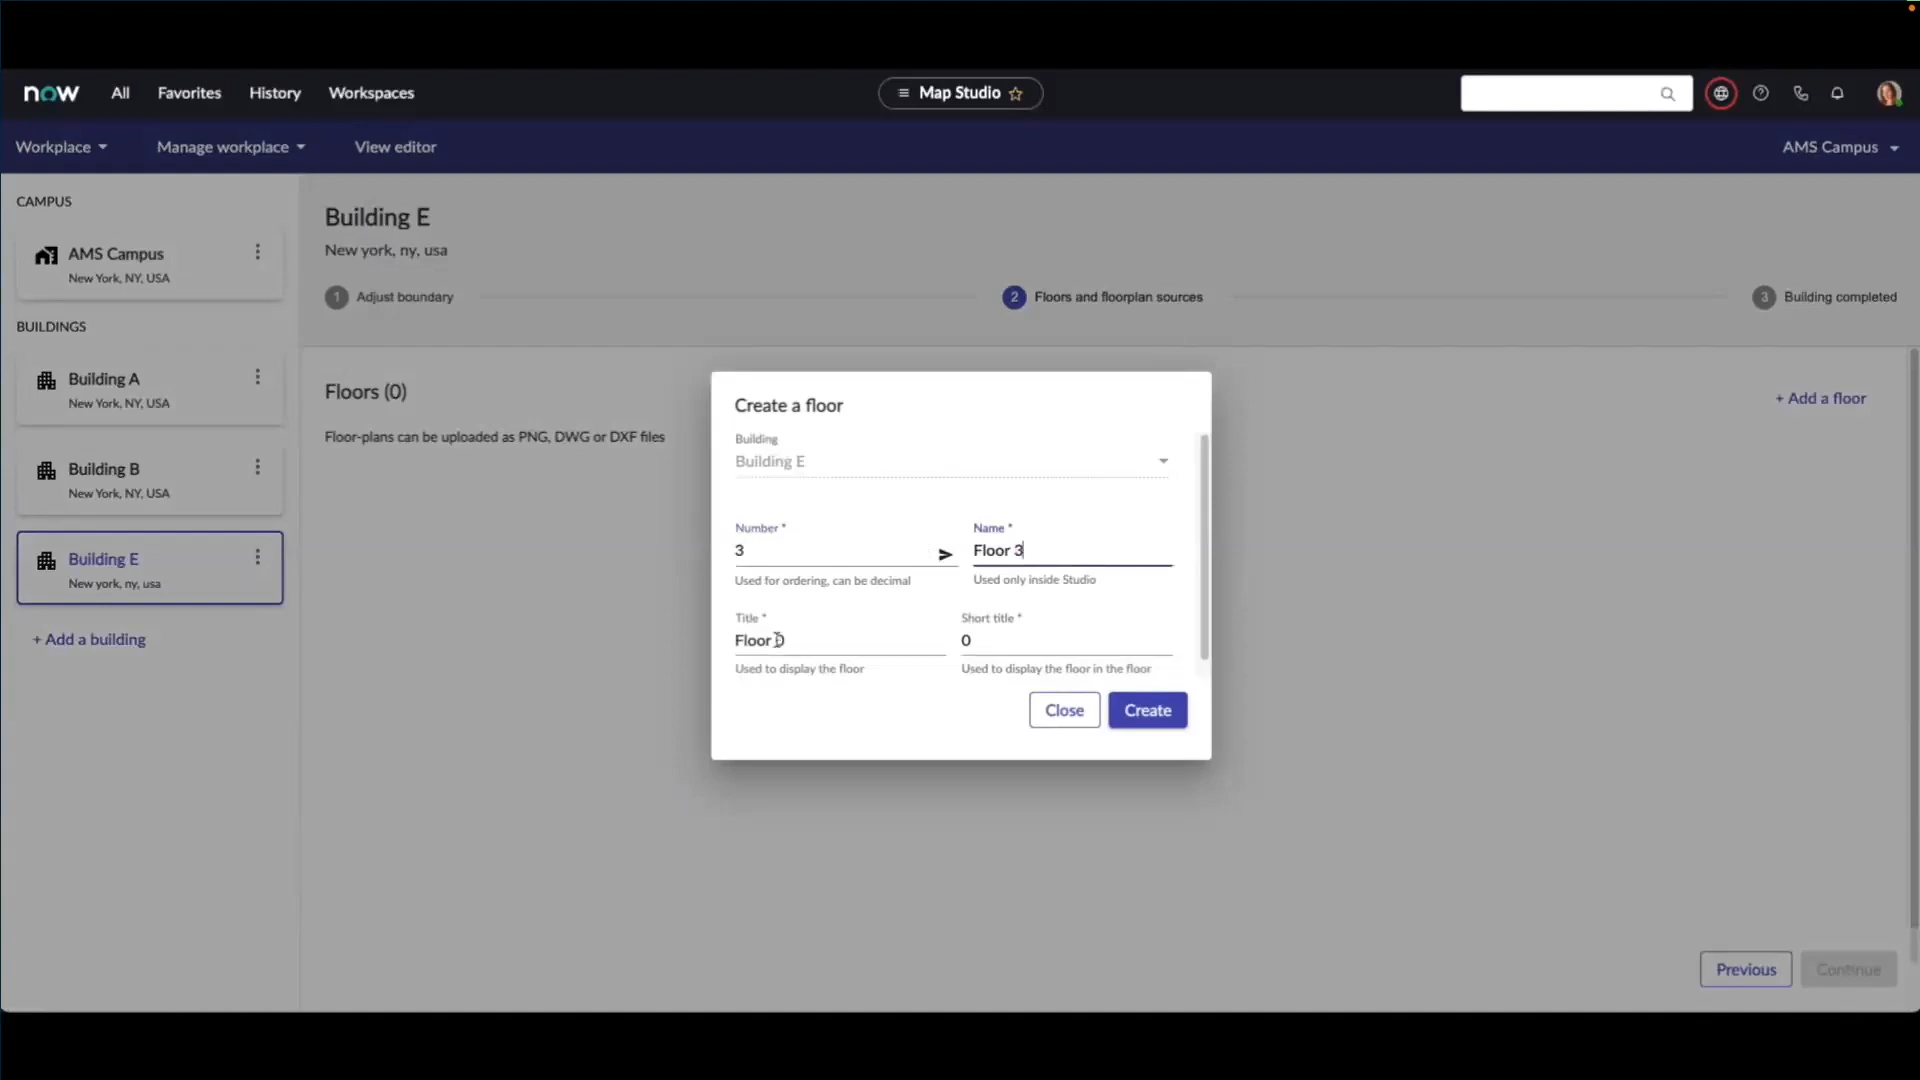 now All Favorites History Workspaces Map Studio
Workplace Manage workplace View editor AMS Campus
CAMPUS
AMS Campus
New York, NY, USA
BUILDINGS
Building A
New York, NY, USA
Building B
New York, NY, USA
Building E
New york, ny, usa
+ Add a building
Building E
New york, ny, usa
1 Adjust boundary
2 Floors and floorplan sources
3 Building completed
Floors (0)
+ Add a floor
Floor-plans can be uploaded as PNG, DWG or DXF files
Create a floor
Building
Building E
Number * Name *
3 Floor 3
Used for ordering, can be decimal Used only inside Studio
Title * Short title *
Floor 0 0
Used to display the floor Used to display the floor in the floor
Close Create
Previous Continue